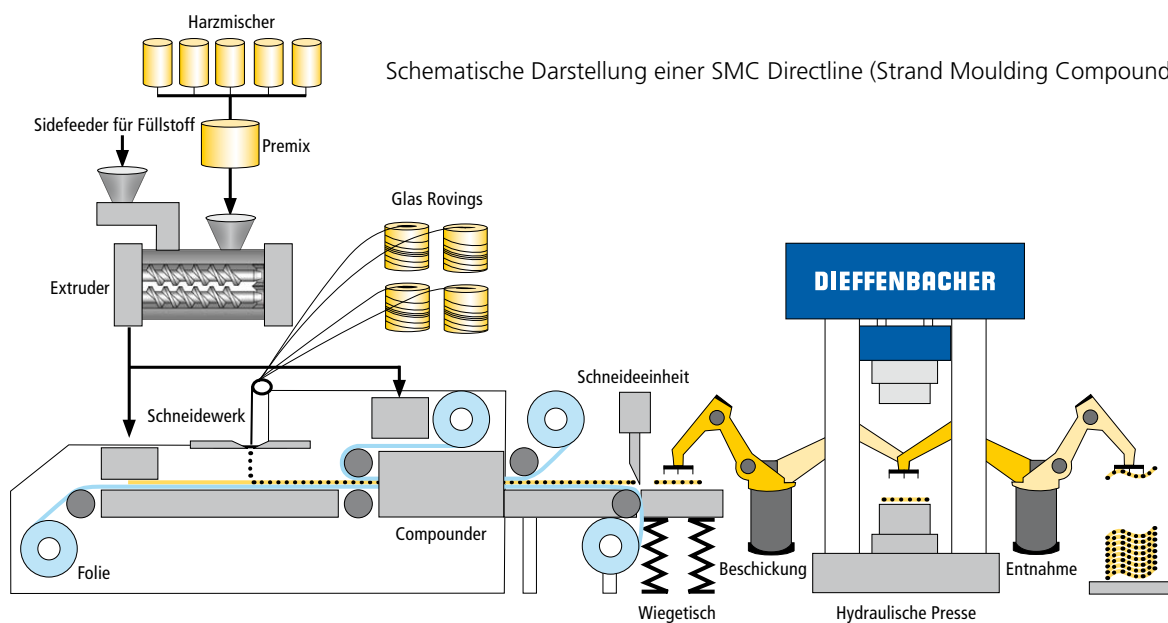 Harzmischer
Schematische Darstellung einer SMC Directline (Strand Moulding Compound
Sidefeeder für Füllstoff
Premix
Glas Rovings
Extruder
DIEFFENBACHER
Schneideeinheit
Schneidewerk
Compounder
Folie
Beschickung
Entnahme
Wiegetisch
Hydraulische Presse